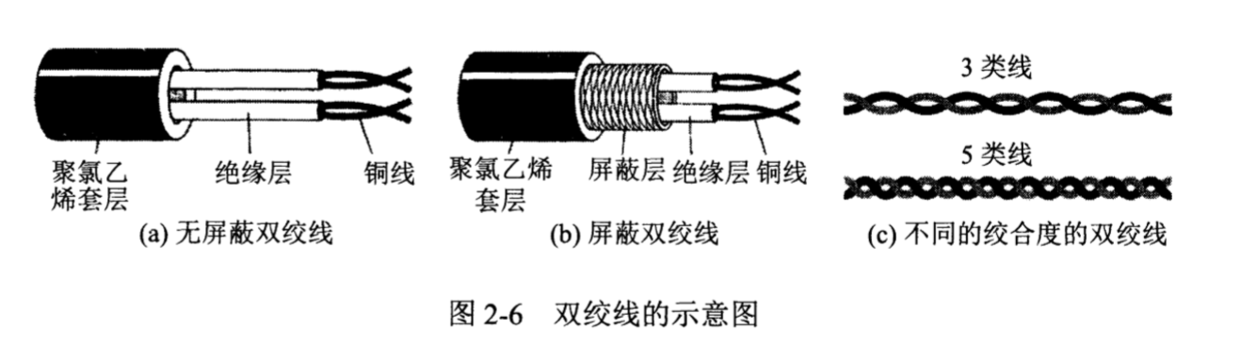 聚氯乙
烯套层
绝缘层
铜线
(a) 无屏蔽双绞线
聚氯乙烯
套层
屏蔽层
绝缘层
铜线
(b) 屏蔽双绞线
3 类线
5 类线
(c) 不同的绞合度的双绞线
图 2-6 双绞线的示意图